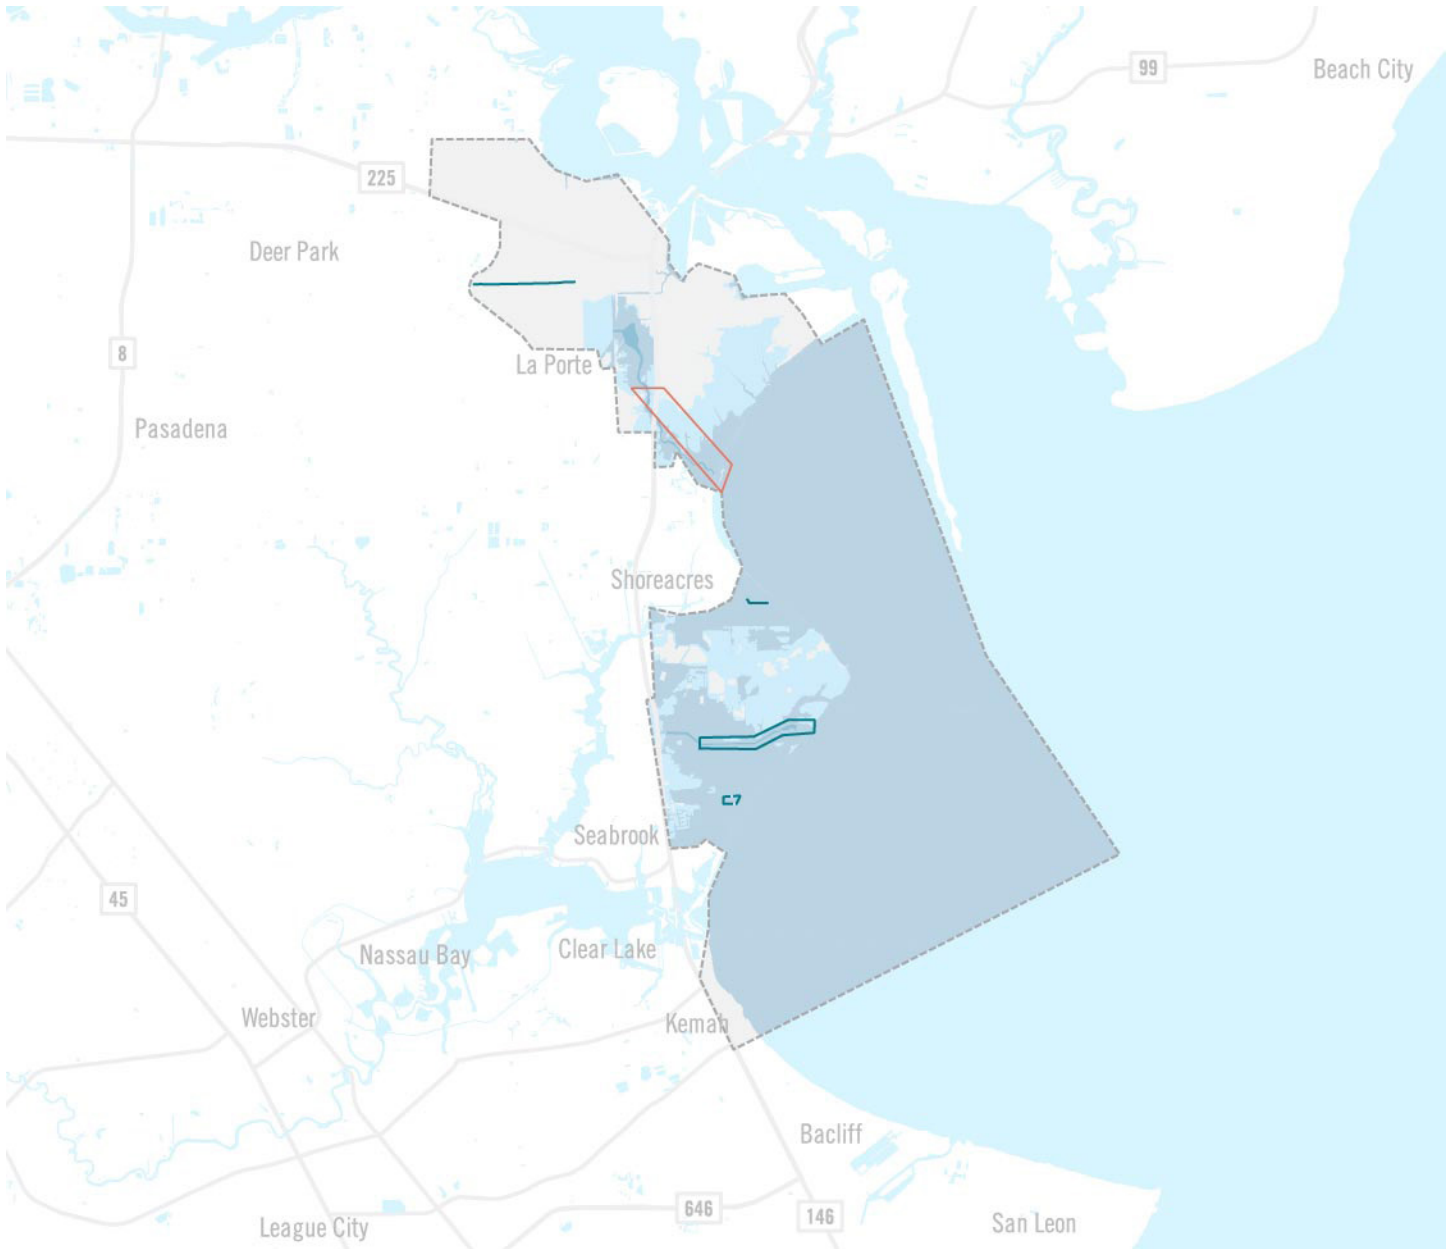 99
Beach City
225
Deer Park
8
La Porte
Pasadena
Shoreacres
Seabrook
45
Nassau Bay
Clear Lake
Webster
Kemah
Bacliff
646
146
League City
San Leon